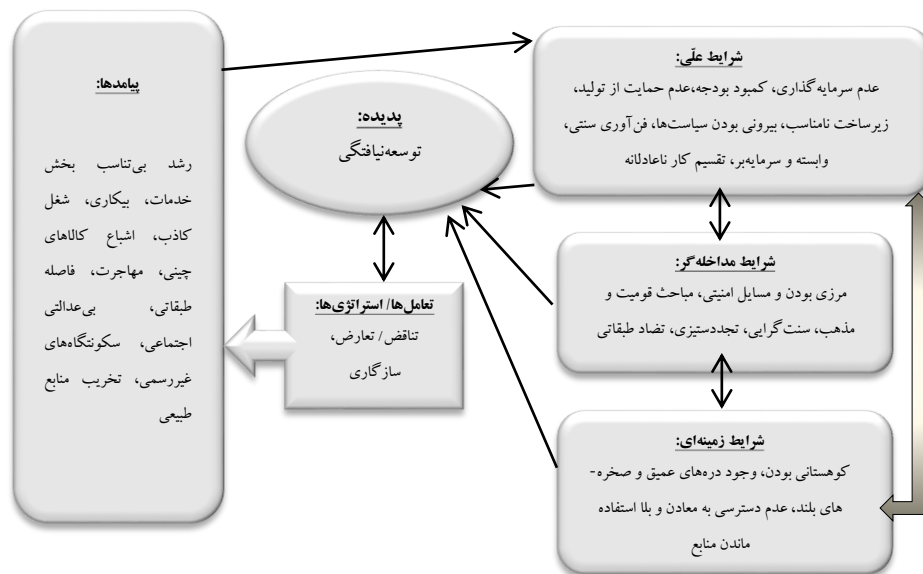 شرایط علّی:
عدم سرمایه‌گذاری، کمبود بودجه،عدم حمایت از تولید،
زیرساخت نامناسب، بیرونی بودن سیاست‌ها، فن‌آوری سنتی،
وابسته و سرمایه‌بر، تقسیم کار ناعادلانه
شرایط مداخله‌گر:
مرزی بودن و مسایل امنیتی، مباحث قومیت و
مذهب، سنت‌گرایی، تجددستیزی، تضاد طبقاتی
شرایط زمینه‌ای:
کوهستانی بودن، وجود دره‌های عمیق و صخره-
های بلند، عدم دسترسی به معادن و بلا استفاده
ماندن منابع
پدیده:
توسعه‌نیافتگی
تعامل‌ها/ استراتژی‌ها:
تناقض/ تعارض،
سازگاری
پیامدها:
رشد بی‌تناسب بخش
خدمات، بیکاری، شغل
کاذب، اشباع کالاهای
چینی، مهاجرت، فاصله
طبقاتی، بی‌عدالتی
اجتماعی، سکونتگاه‌های
غیررسمی، تخریب منابع
طبیعی